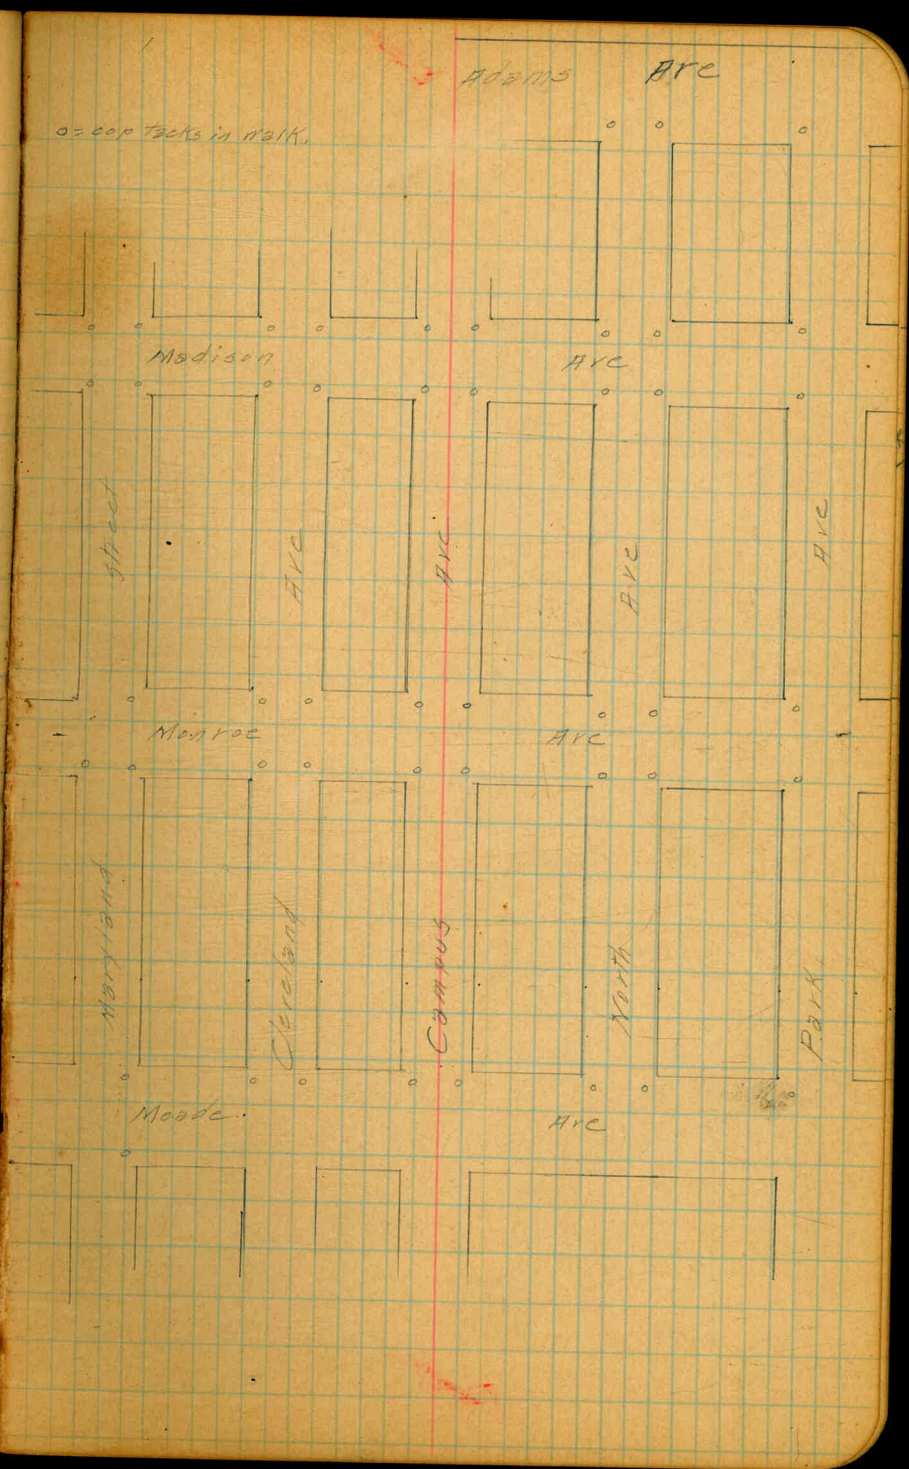 Adams Ave
o = cop tacks in walk.
Madison Ave
Street Ave Ave Ave Ave
Monroe Ave
Maryland Cleveland Campus North Park
Meade Ave